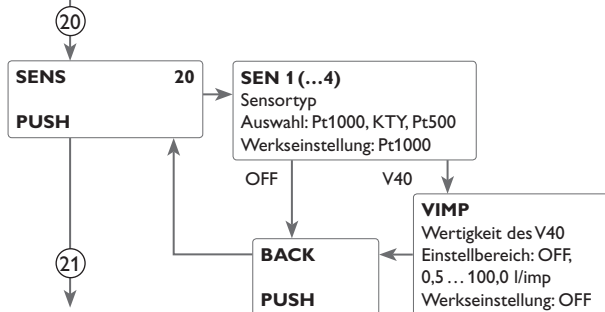 20
SENS 20
PUSH
SEN 1 (…4)
Sensortyp
Auswahl: Pt1000, KTY, Pt500
Werkseinstellung: Pt1000
OFF
V40
VIMP
Wertigkeit des V40
Einstellbereich: OFF,
0,5 … 100,0 l/imp
Werkseinstellung: OFF
BACK
PUSH
21